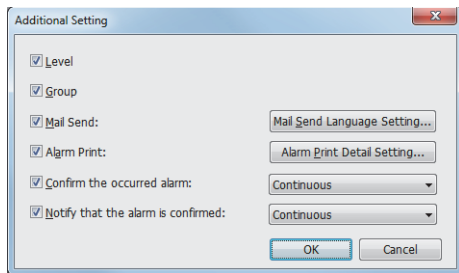 Additional Setting
Level
Group
Mail Send: Mail Send Language Setting...
Alarm Print: Alarm Print Detail Setting...
Confirm the occurred alarm: Continuous
Notify that the alarm is confirmed: Continuous
OK Cancel